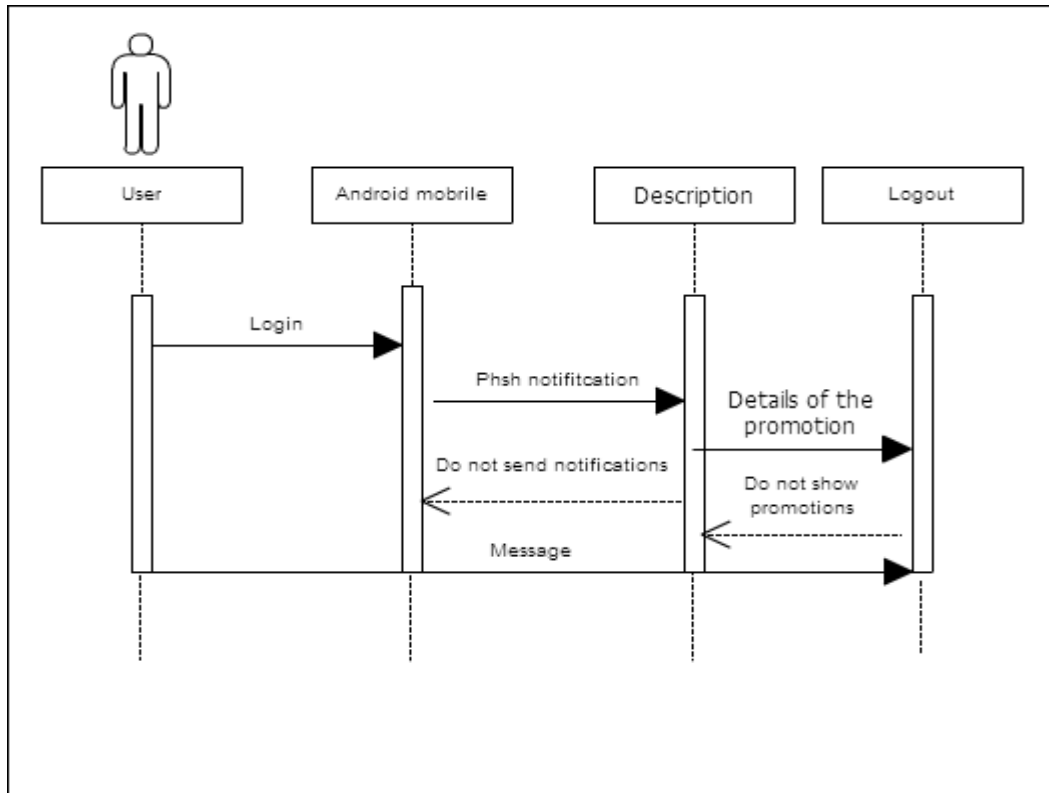 User
Android mobrile
Description
Logout
Login
Phsh notifitcation
Details of the
promotion
Do not send notifications
Do not show
promotions
Message